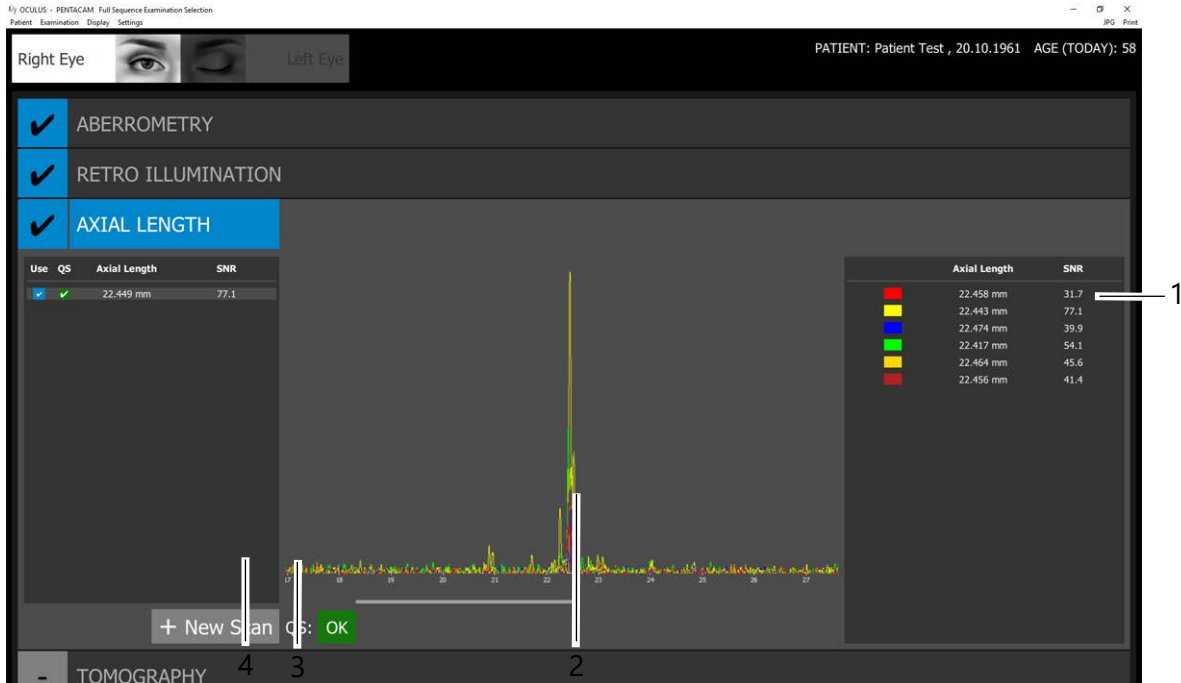 OCULUS - PENTACAM Full Sequence Examination Selection
Patient Examination Display Settings
JPG Print
Right Eye
Left Eye
PATIENT: Patient Test , 20.10.1961 AGE (TODAY): 58
ABERROMETRY
RETRO ILLUMINATION
AXIAL LENGTH
Use QS Axial Length SNR
22.449 mm 77.1
Axial Length SNR
22.458 mm 31.7
22.443 mm 77.1
22.474 mm 39.9
22.417 mm 54.1
22.464 mm 45.6
22.456 mm 41.4
1
17 18 19 20 21 22 23 24 25 26 27
+ New Scan QS: OK
4 3 2
- TOMOGRAPHY